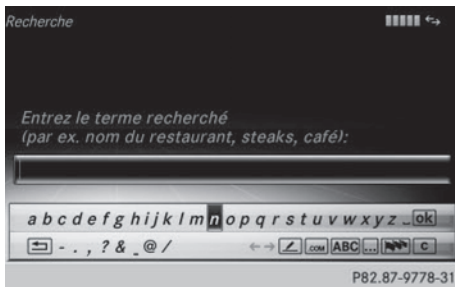 Recherche
Entrez le terme recherché
(par ex. nom du restaurant, steaks, café):
a b c d e f g h i j k l m n o p q r s t u v w x y z _ ok
- . , ? & _ @ / ←→ .COM ABC ... c
P82.87-9778-31